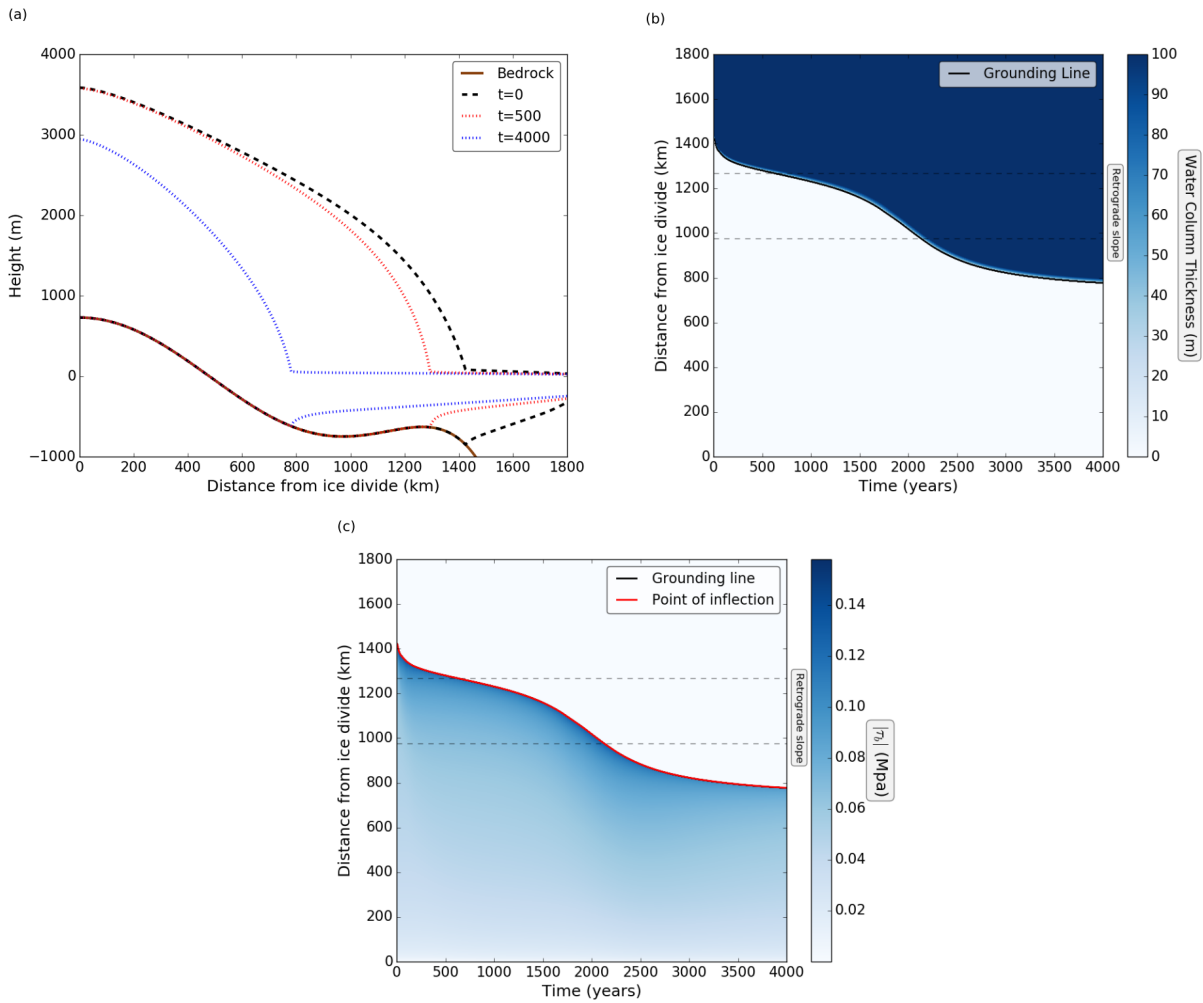 (a)
4000
3000
2000
1000
0
−1000
Height (m)
0 200 400 600 800 1000 1200 1400 1600 1800
Distance from ice divide (km)
Bedrock
t=0
t=500
t=4000
(b)
1800
1600
1400
1200
1000
800
600
400
200
0
Distance from ice divide (km)
0 500 1000 1500 2000 2500 3000 3500 4000
Time (years)
Grounding Line
Retrograde slope
100
90
80
70
60
50
40
30
20
10
0
Water Column Thickness (m)
(c)
1800
1600
1400
1200
1000
800
600
400
200
0
Distance from ice divide (km)
0 500 1000 1500 2000 2500 3000 3500 4000
Time (years)
Grounding line
Point of inflection
Retrograde slope
0.14
0.12
0.10
0.08
0.06
0.04
0.02
|τb| (Mpa)